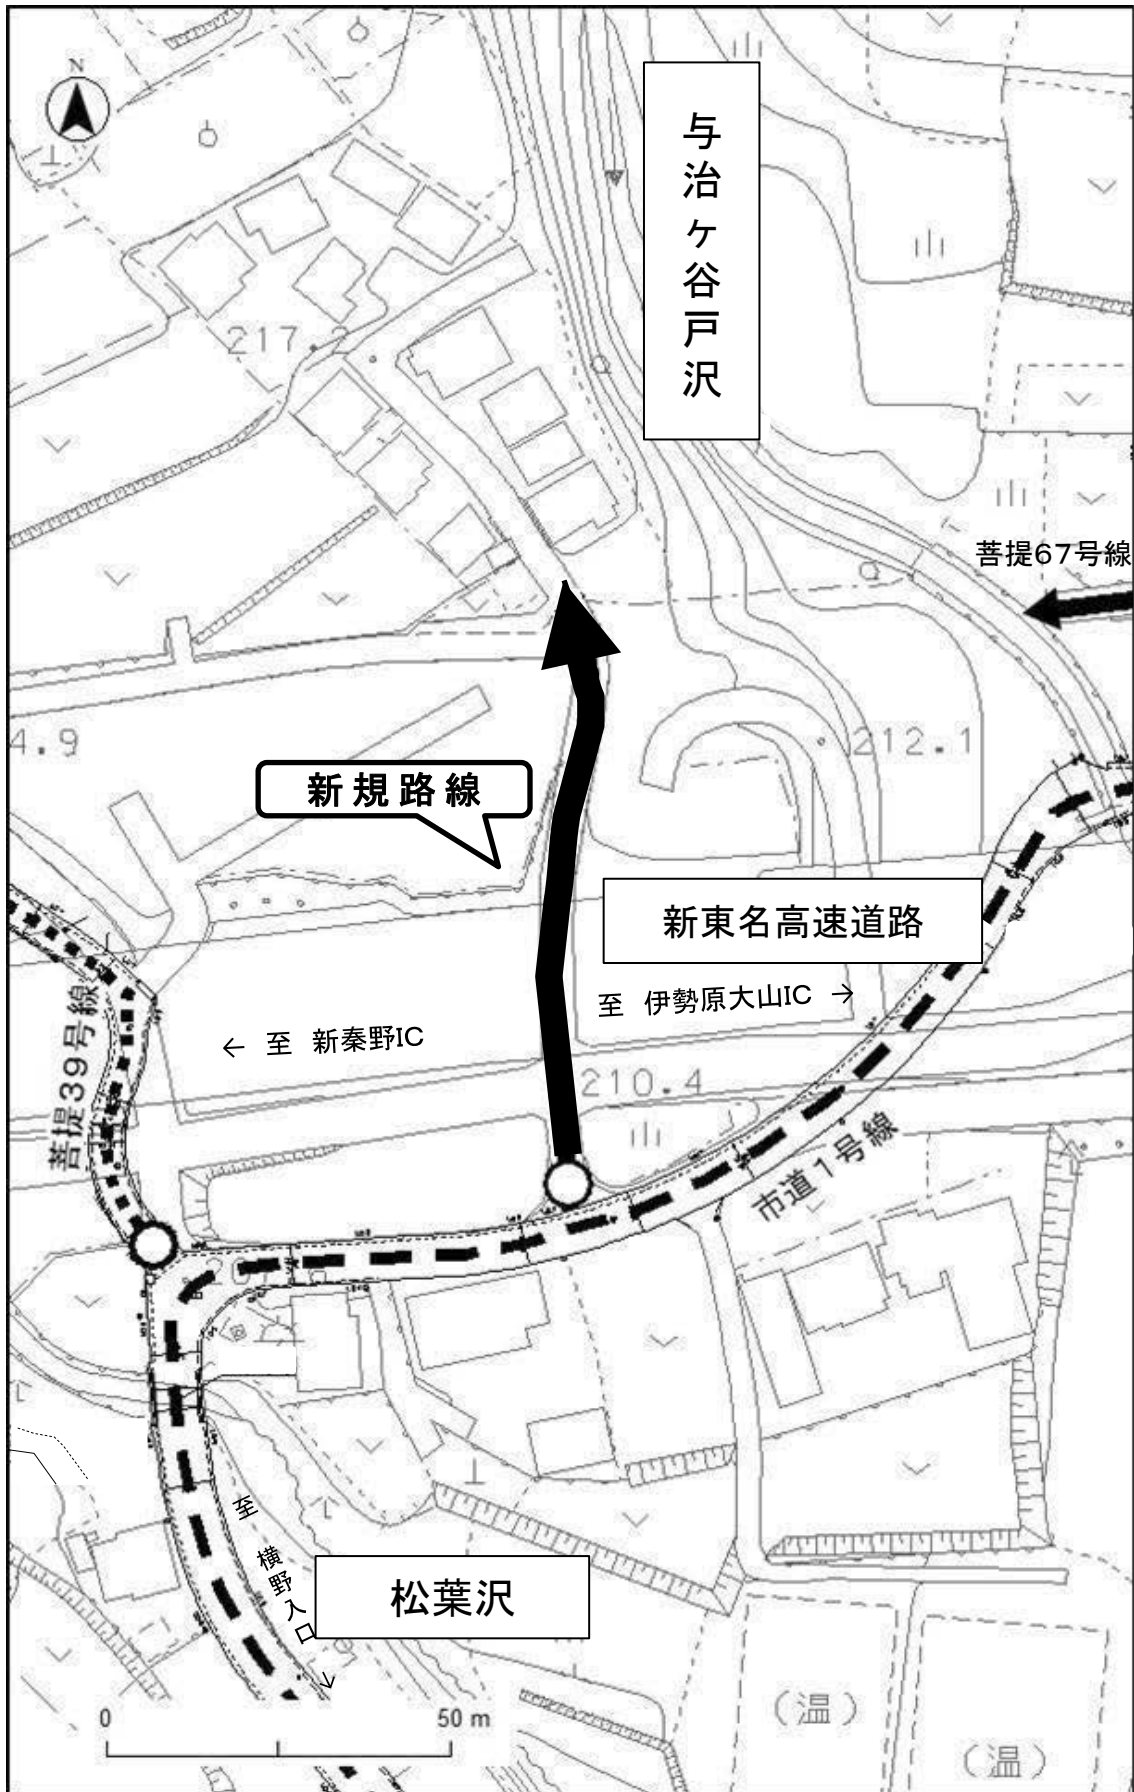 N
与治ヶ谷戸沢
217.2
菩提67号線
4.9
212.1
新規路線
新東名高速道路
至 伊勢原大山IC →
← 至 新秦野IC
菩提39号線
210.4
市道1号線
至 横野入口 →
松葉沢
0 50 m
(温)
(温)